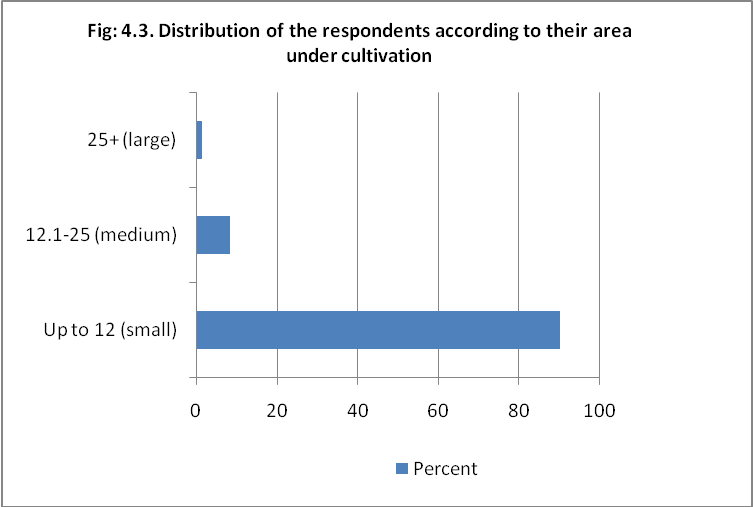 Fig: 4.3. Distribution of the respondents according to their area
under cultivation
25+ (large)
12.1-25 (medium)
Up to 12 (small)
0 20 40 60 80 100
Percent